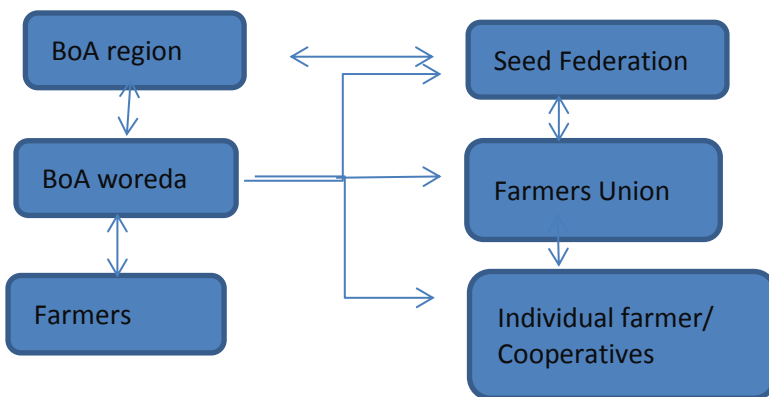 BoA region
Seed Federation
BoA woreda
Farmers Union
Farmers
Individual farmer/
Cooperatives